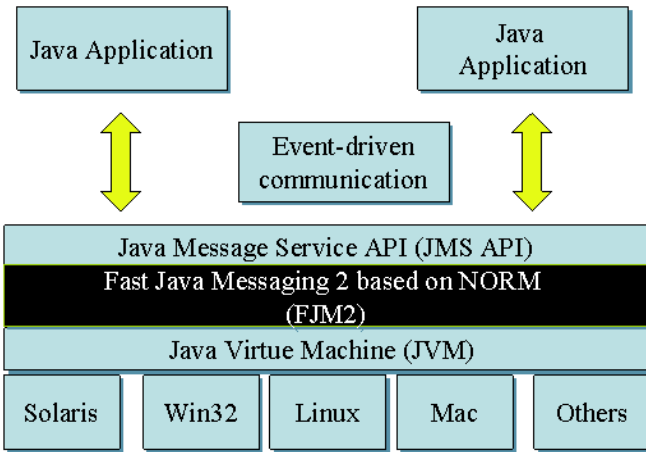 Java Application
Java
Application
Event-driven
communication
Java Message Service API (JMS API)
Fast Java Messaging 2 based on NORM
(FJM2)
Java Virtue Machine (JVM)
Solaris
Win32
Linux
Mac
Others